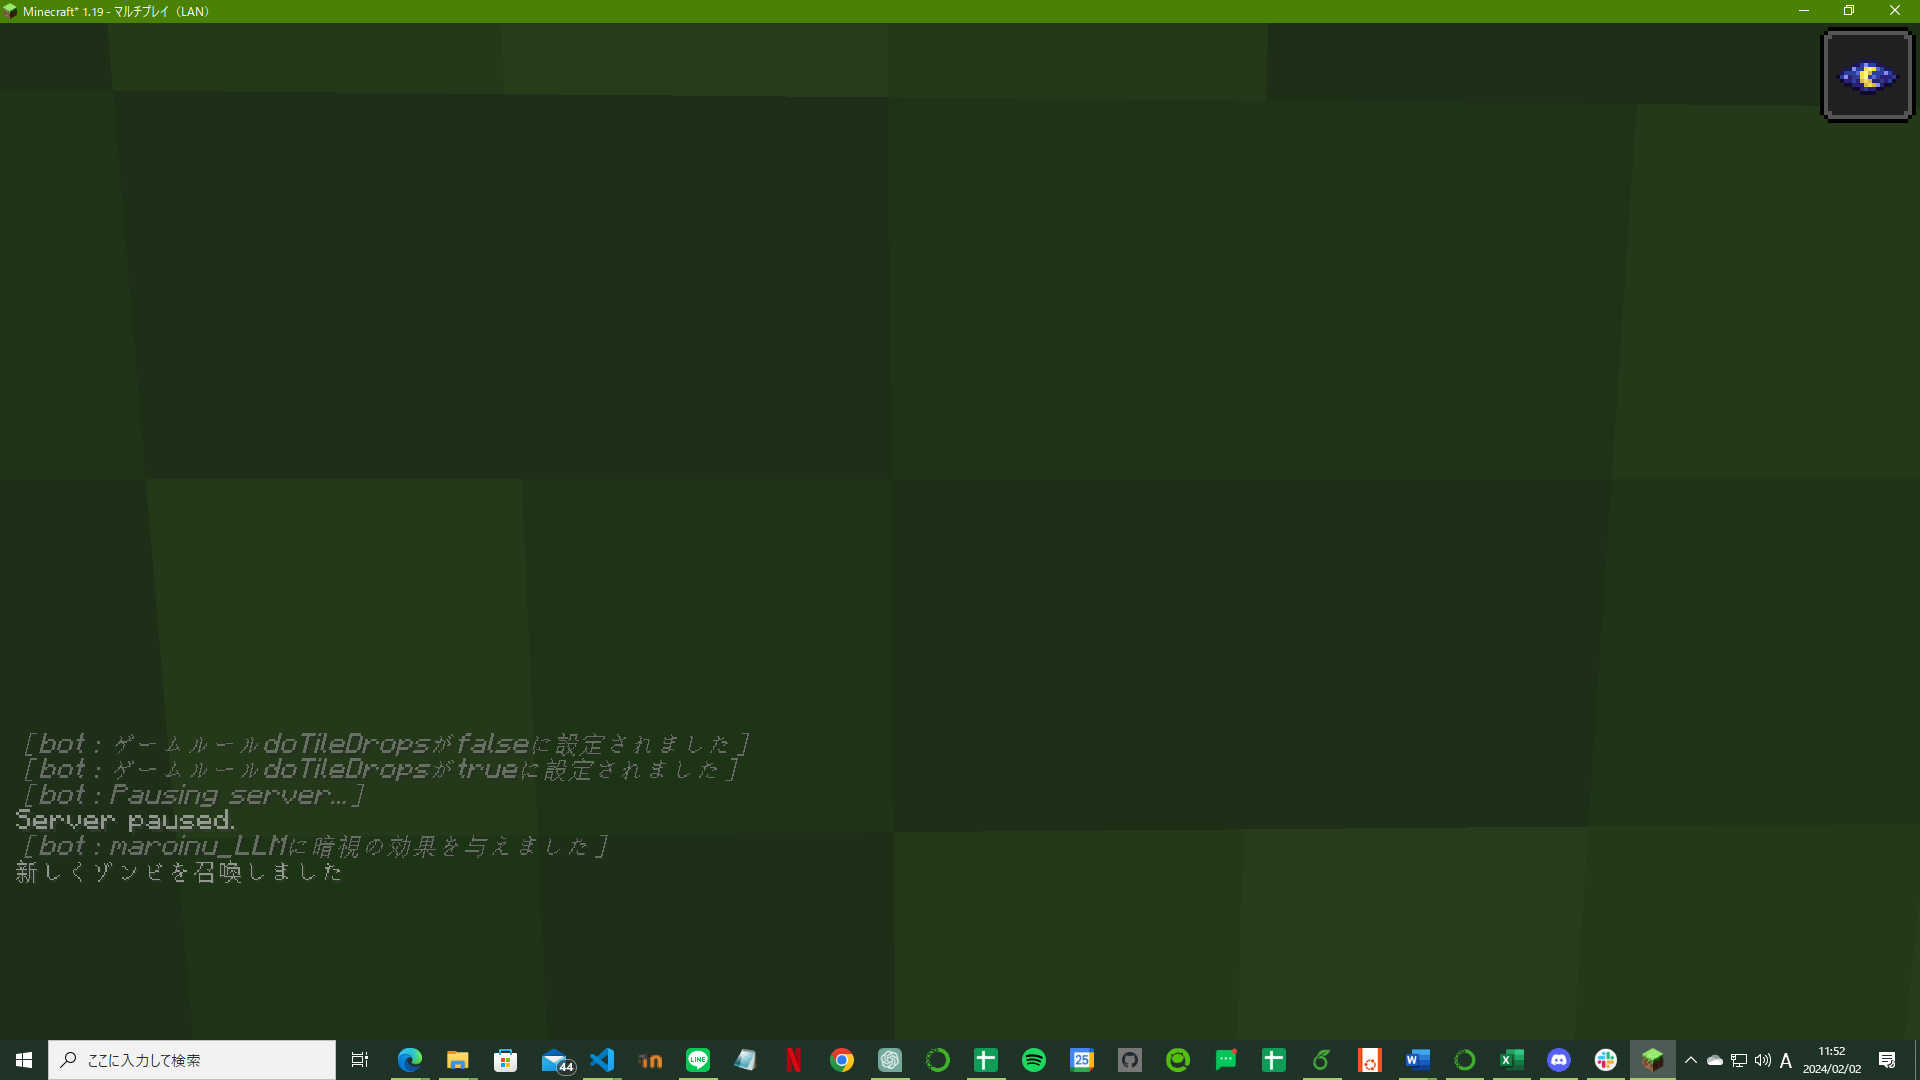 Minecraft* 1.19 - マルチプレイ (LAN)
[bot : ゲームルールdoTileDropsがfalseに設定されました]
[bot : ゲームルールdoTileDropsがtrueに設定されました]
[bot : Pausing server...]
Server paused.
[bot : maroinu_LLMに暗視の効果を与えました]
新しくゾンビを召喚しました
ここに入力して検索
44
LINE
25
A
11:52
2024/02/02